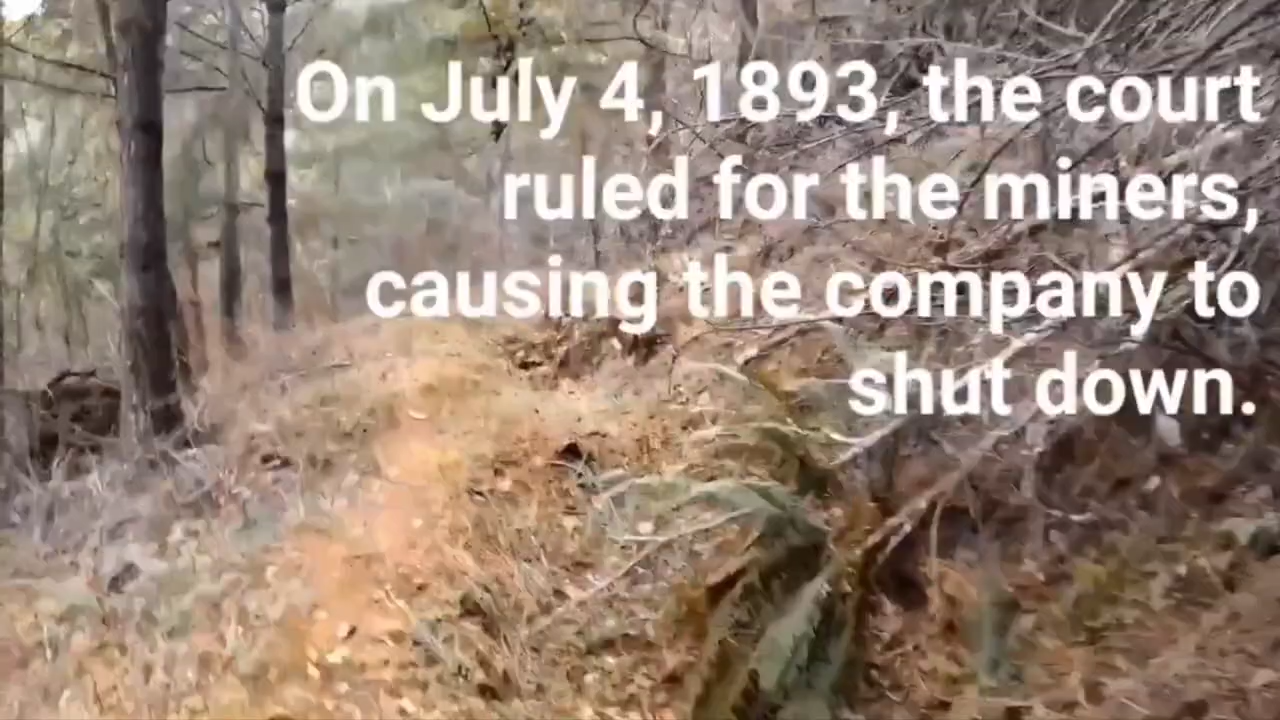 On July 4, 1893, the court
ruled for the miners,
causing the company to
shut down.